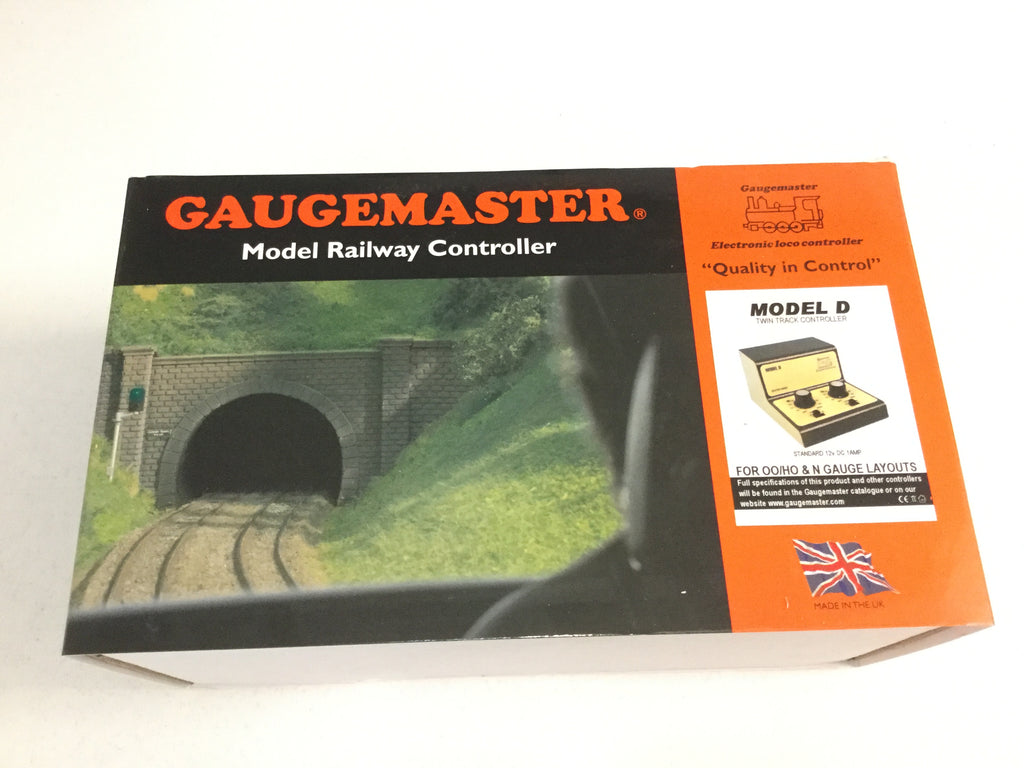 GAUGEMASTER®
Model Railway Controller
Gaugemaster
Electronic loco controller
"Quality in Control"
MODEL D
TWIN TRACK CONTROLLER
MODEL D
STANDARD 12v DC 1AMP
FOR OO/HO & N GAUGE LAYOUTS
Full specifications of this product and other controllers
will be found in the Gaugemaster catalogue or on our
website www.gaugemaster.com
CE
MADE IN THE UK